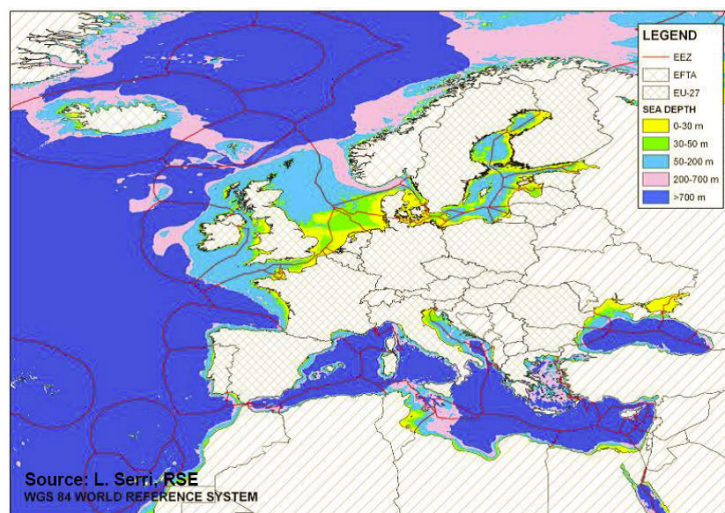 LEGEND
EEZ
EFTA
EU-27
SEA DEPTH
0-30 m
30-50 m
50-200 m
200-700 m
>700 m
Source: L. Serri, RSE
WGS 84 WORLD REFERENCE SYSTEM